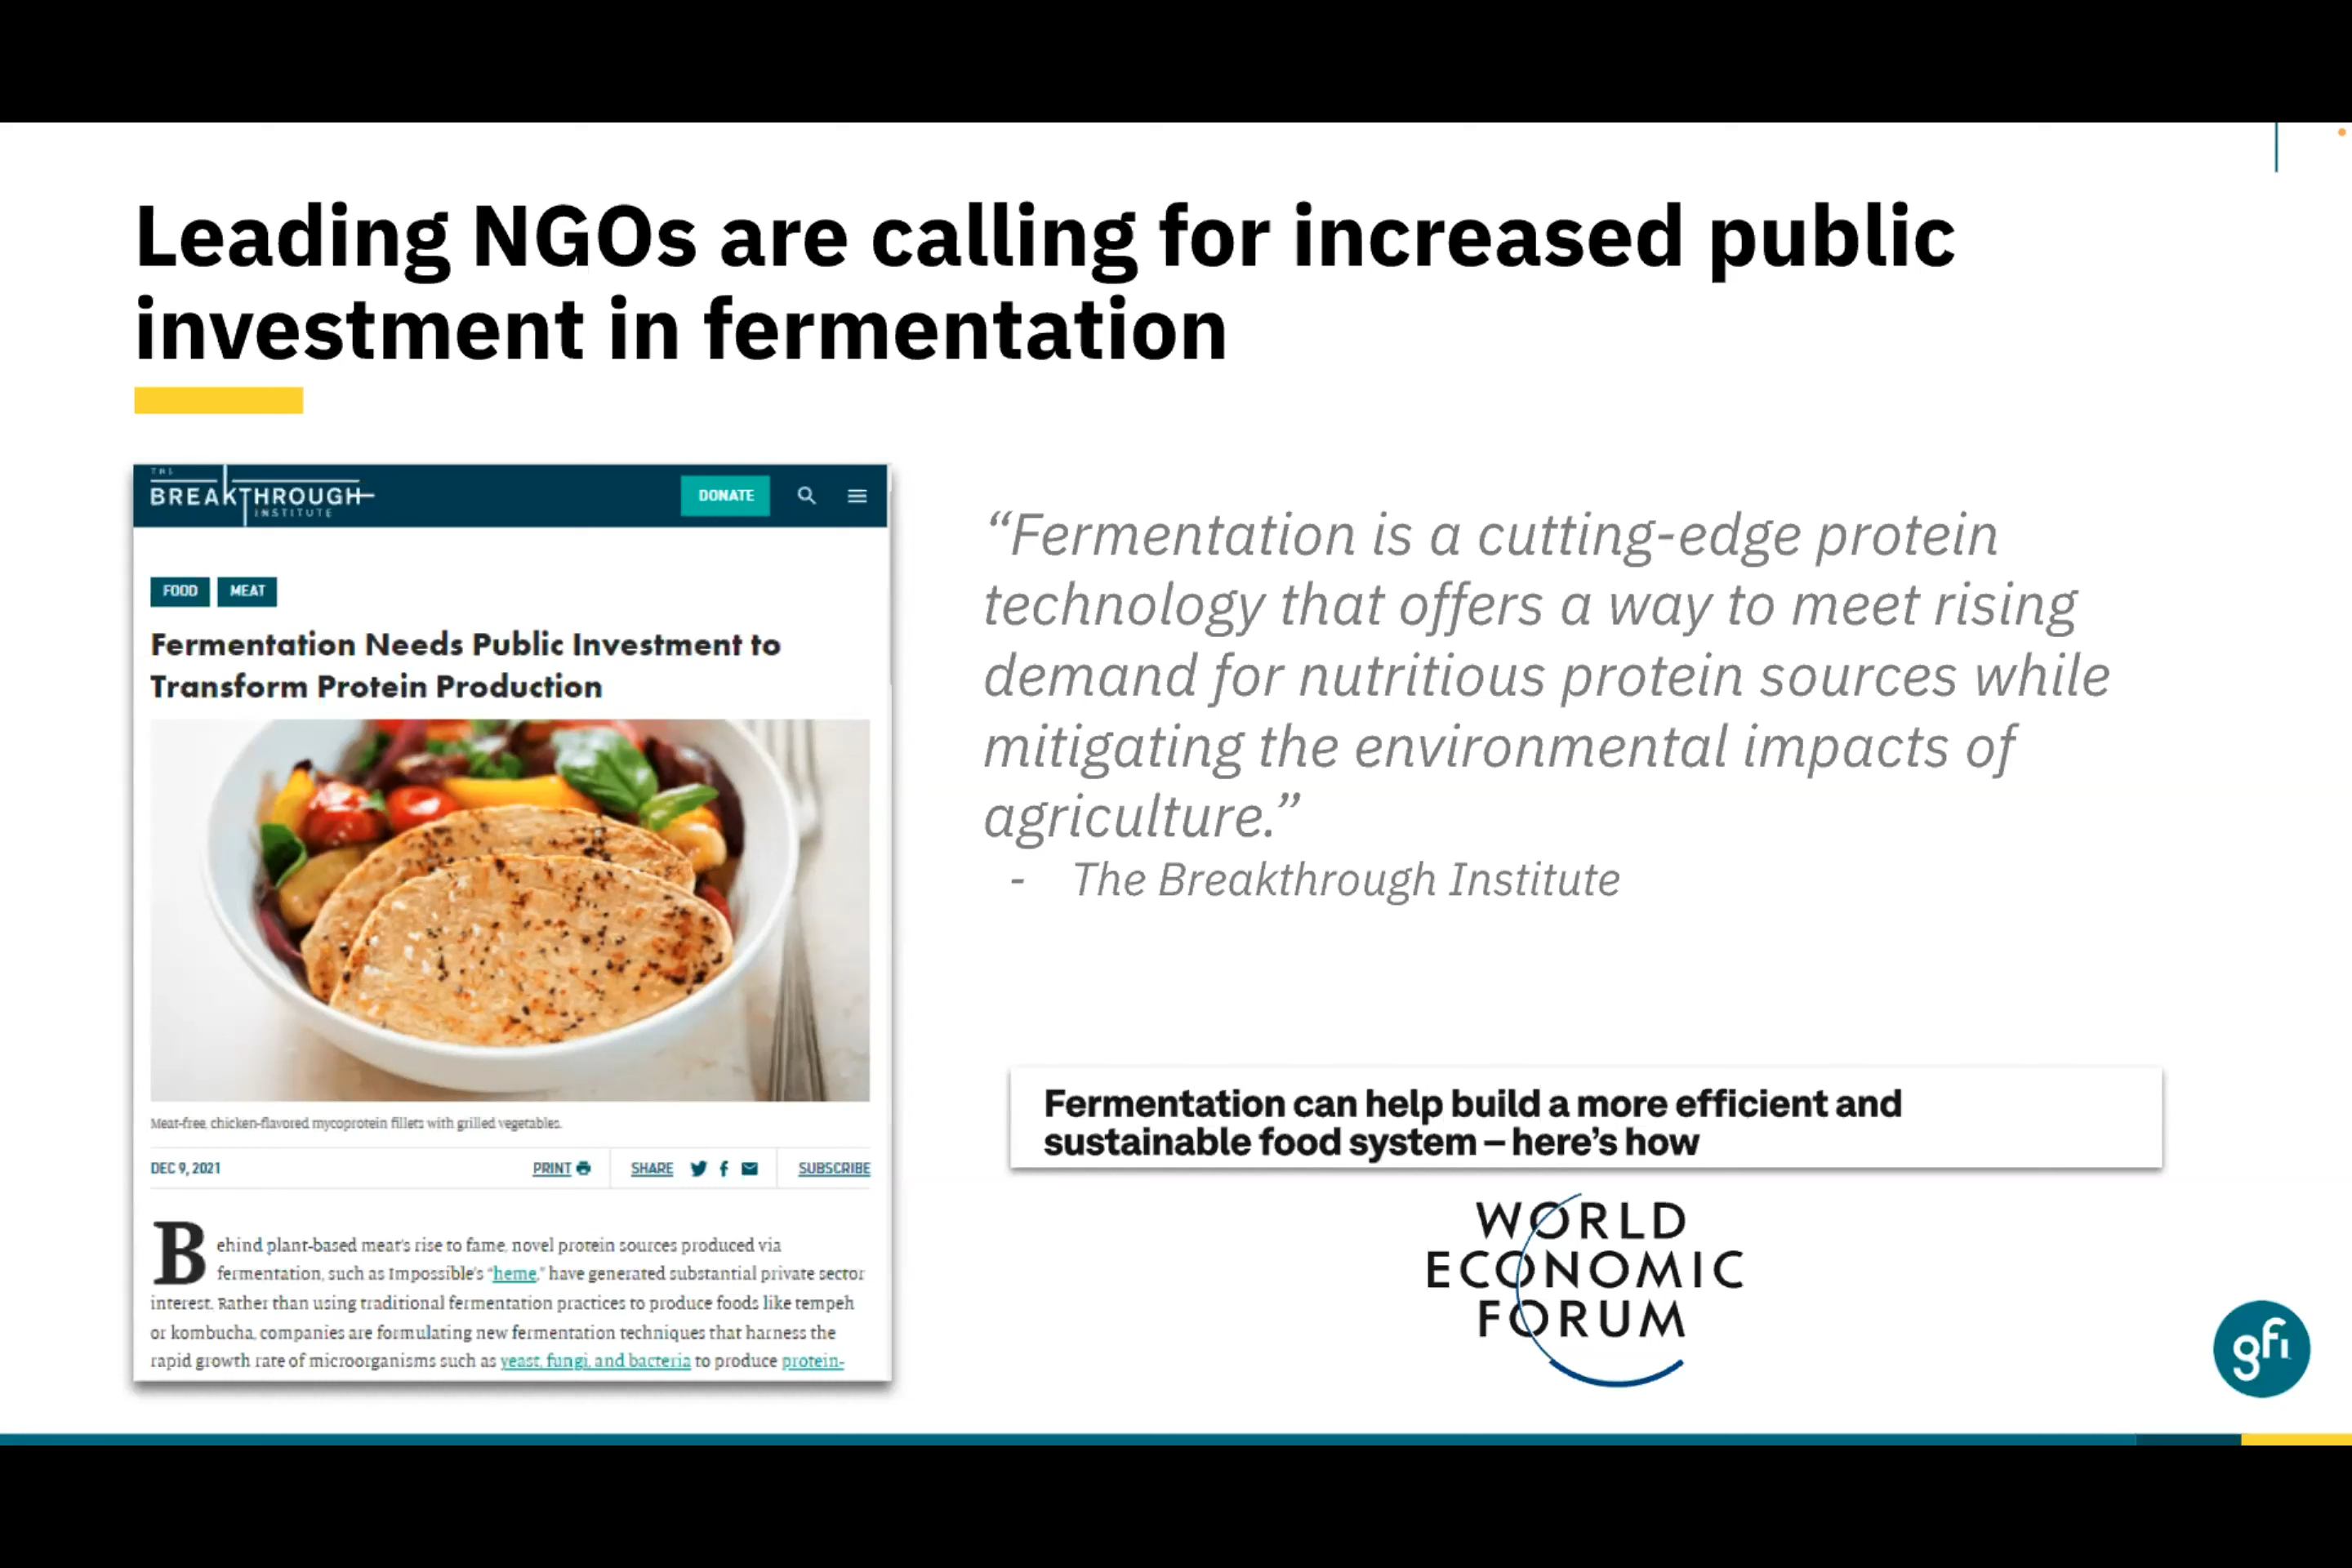 Leading NGOs are calling for increased public
investment in fermentation
THE
BREAKTHROUGH
INSTITUTE
DONATE
FOOD
MEAT
Fermentation Needs Public Investment to
Transform Protein Production
Meat-free, chicken-flavored mycoprotein fillets with grilled vegetables.
DEC 9, 2021
PRINT
SHARE
SUBSCRIBE
Behind plant-based meat's rise to fame, novel protein sources produced via
fermentation, such as Impossible's "heme," have generated substantial private sector
interest. Rather than using traditional fermentation practices to produce foods like tempeh
or kombucha, companies are formulating new fermentation techniques that harness the
rapid growth rate of microorganisms such as yeast, fungi, and bacteria to produce protein-
“Fermentation is a cutting-edge protein
technology that offers a way to meet rising
demand for nutritious protein sources while
mitigating the environmental impacts of
agriculture.”
- The Breakthrough Institute
Fermentation can help build a more efficient and
sustainable food system – here’s how
WORLD
ECONOMIC
FORUM
gfi